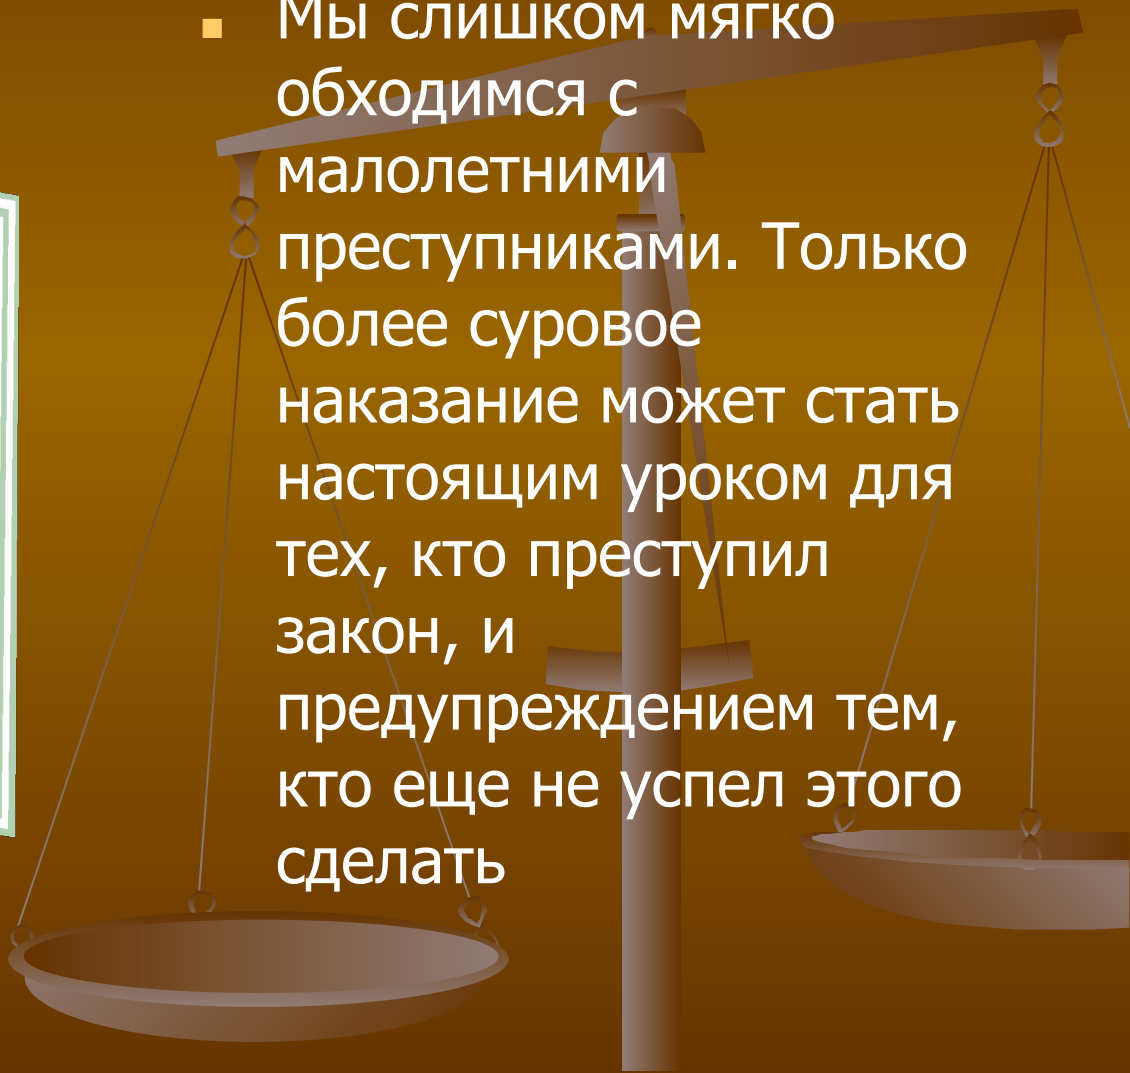 Мы слишком мягко
обходимся с
малолетними
преступниками. Только
более суровое
наказание может стать
настоящим уроком для
тех, кто преступил
закон, и
предупреждением тем,
кто еще не успел этого
сделать